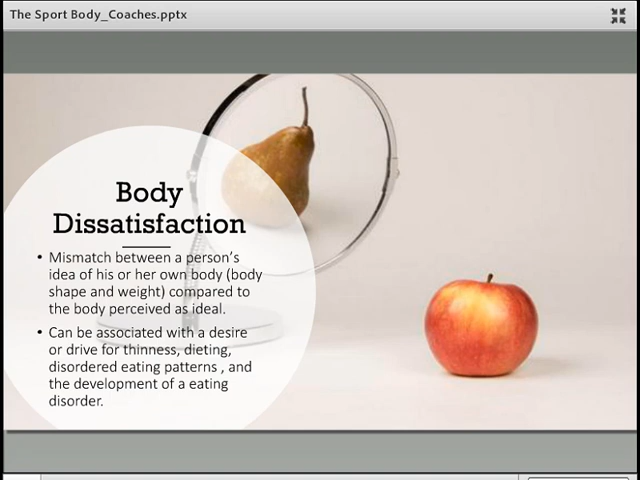 The Sport Body_Coaches.pptx
Body
Dissatisfaction
• Mismatch between a person's
idea of his or her own body (body
shape and weight) compared to
the body perceived as ideal.
• Can be associated with a desire
or drive for thinness, dieting,
disordered eating patterns , and
the development of a eating
disorder.